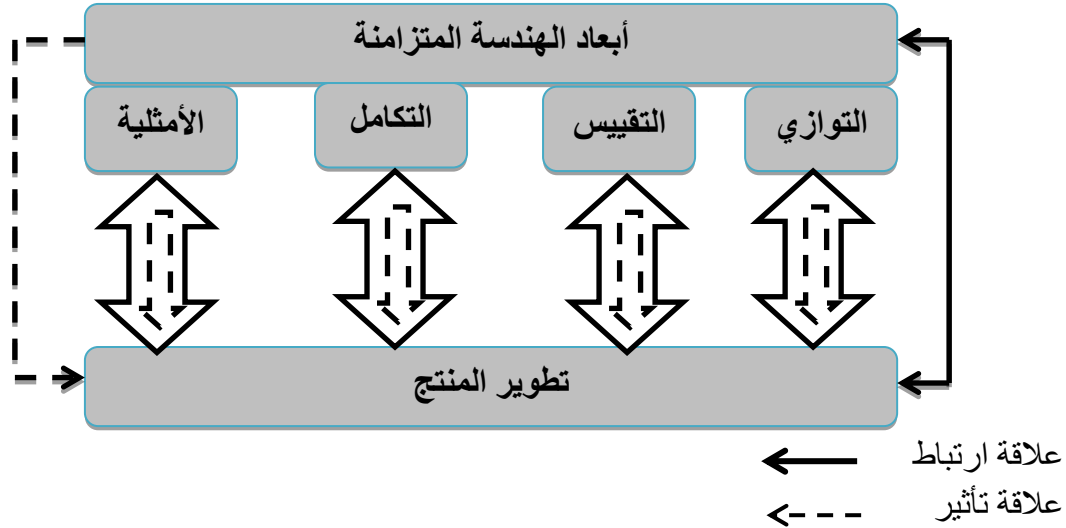 أبعاد الهندسة المتزامنة
التوازي
التقييس
التكامل
الأمثلية
تطوير المنتج
علاقة ارتباط
علاقة تأثير